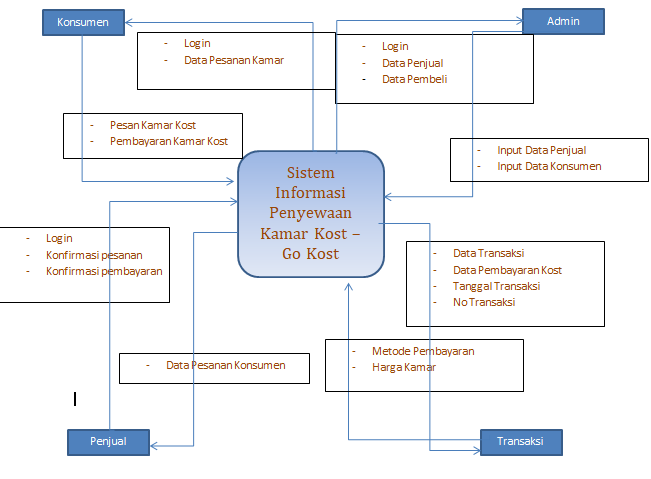 Konsumen
Admin
- Login
- Data Pesanan Kamar
- Login
- Data Penjual
- Data Pembeli
- Pesan Kamar Kost
- Pembayaran Kamar Kost
- Input Data Penjual
- Input Data Konsumen
Sistem
Informasi
Penyewaan
Kamar Kost –
Go Kost
- Login
- Konfirmasi pesanan
- Konfirmasi pembayaran
- Data Transaksi
- Data Pembayaran Kost
- Tanggal Transaksi
- No Transaksi
- Data Pesanan Konsumen
- Metode Pembayaran
- Harga Kamar
Penjual
Transaksi